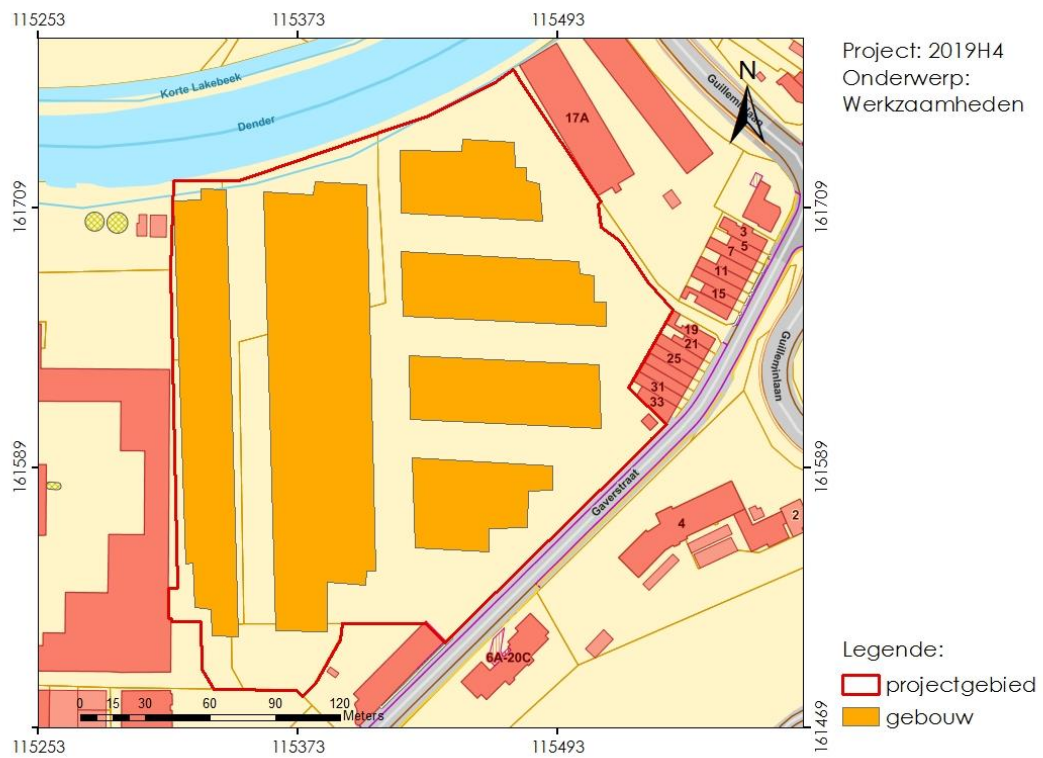 115253
115373
115493
Project: 2019H4
Onderwerp:
Werkzaamheden
N
Korte Lakebeek
Dender
Guilleminlaan
17A
161709
161709
3
5
7
11
15
19
21
25
31
33
Guilleminlaan
161589
161589
Gaverstraat
4
2
6A-20C
Legende:
projectgebied
gebouw
0 15 30 60 90 120
Meters
161469
115253
115373
115493